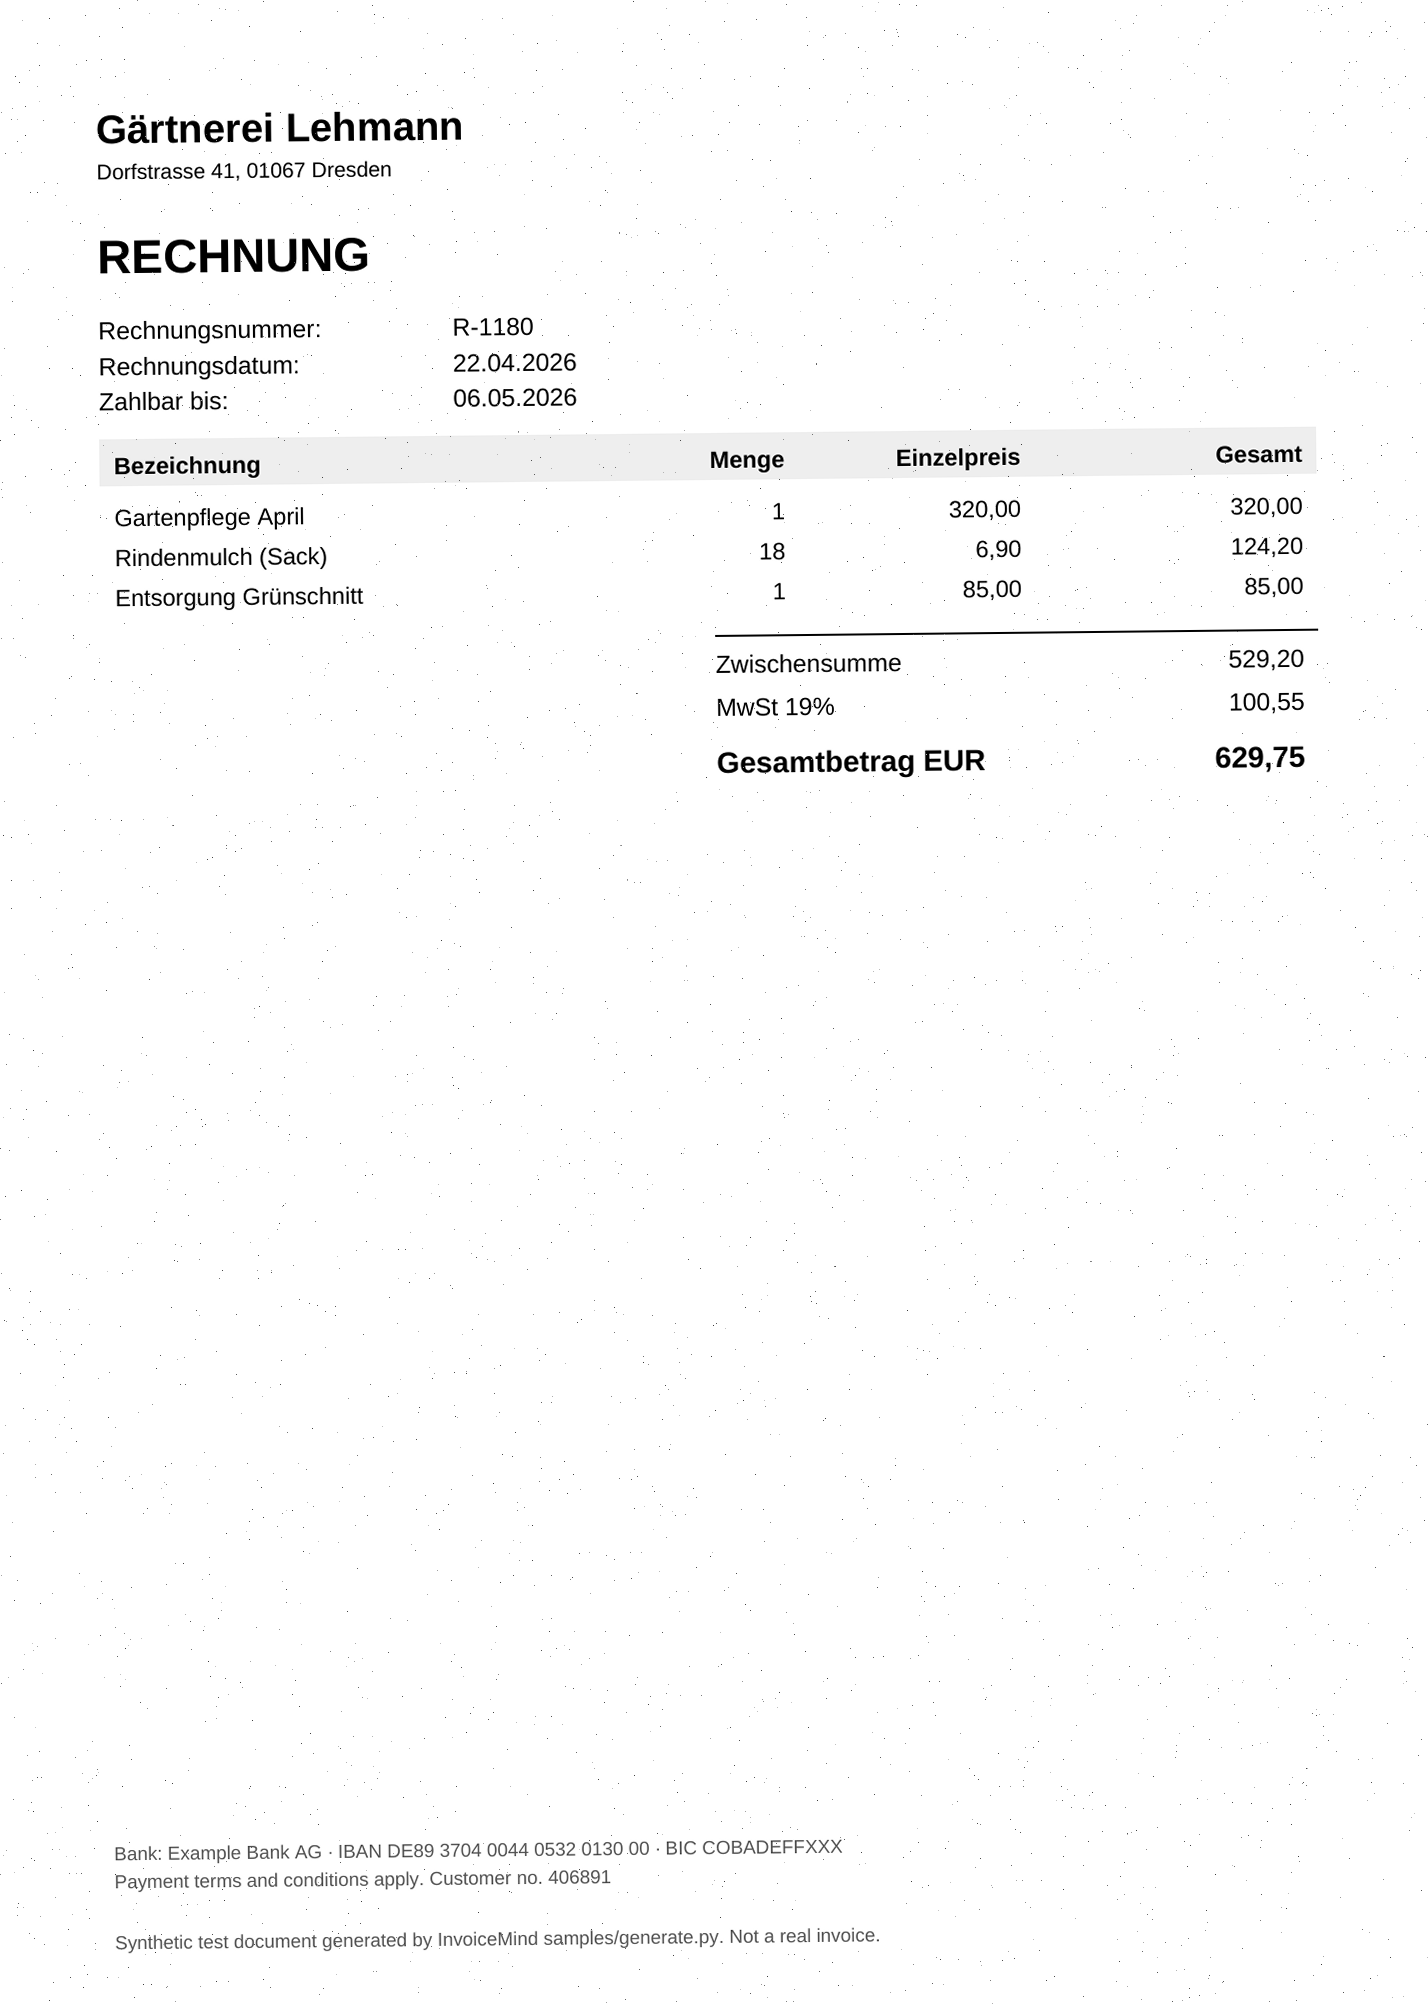 Gärtnerei Lehmann
Dorfstrasse 41, 01067 Dresden
RECHNUNG
Rechnungsnummer: R-1180
Rechnungsdatum: 22.04.2026
Zahlbar bis: 06.05.2026
Bezeichnung Menge Einzelpreis Gesamt
Gartenpflege April 1 320,00 320,00
Rindenmulch (Sack) 18 6,90 124,20
Entsorgung Grünschnitt 1 85,00 85,00
Zwischensumme 529,20
MwSt 19% 100,55
Gesamtbetrag EUR 629,75
Bank: Example Bank AG · IBAN DE89 3704 0044 0532 0130 00 · BIC COBADEFFXXX
Payment terms and conditions apply. Customer no. 406891
Synthetic test document generated by InvoiceMind samples/generate.py. Not a real invoice.